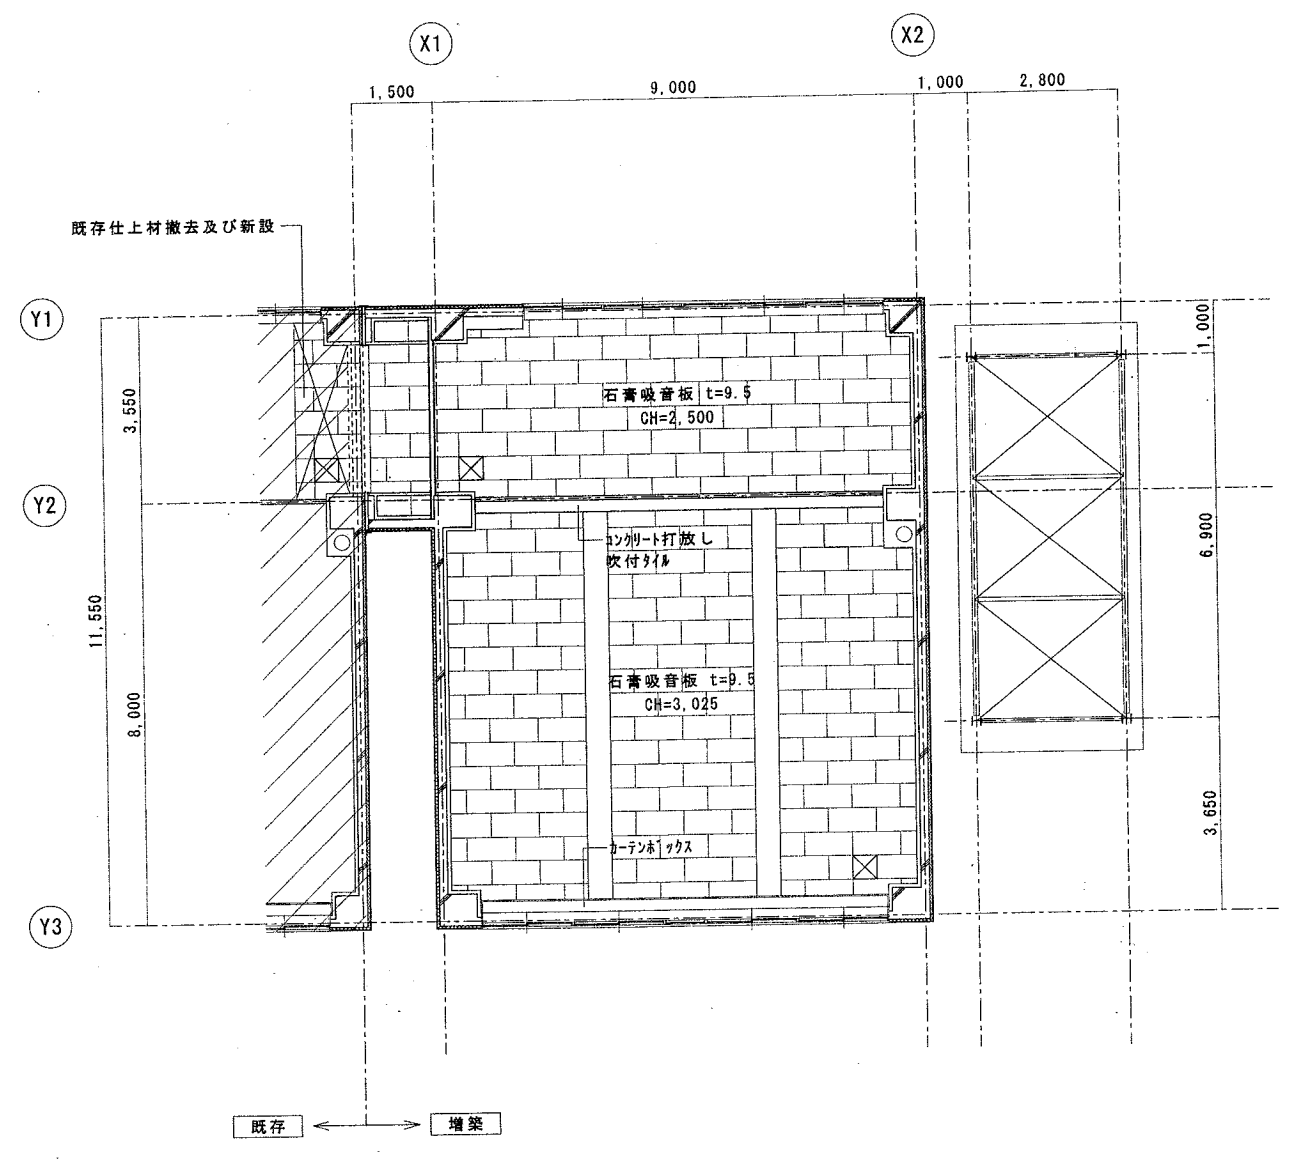 X1
X2
1,500
9,000
1,000
2,800
既存仕上材撤去及び新設
Y1
1,000
3,550
石膏吸音板 t=9.5
CH=2,500
Y2
コンクリート打放し
吹付タイル
6,900
11,550
8,000
石膏吸音板 t=9.5
CH=3,025
3,650
カーテンボックス
Y3
既存
増築